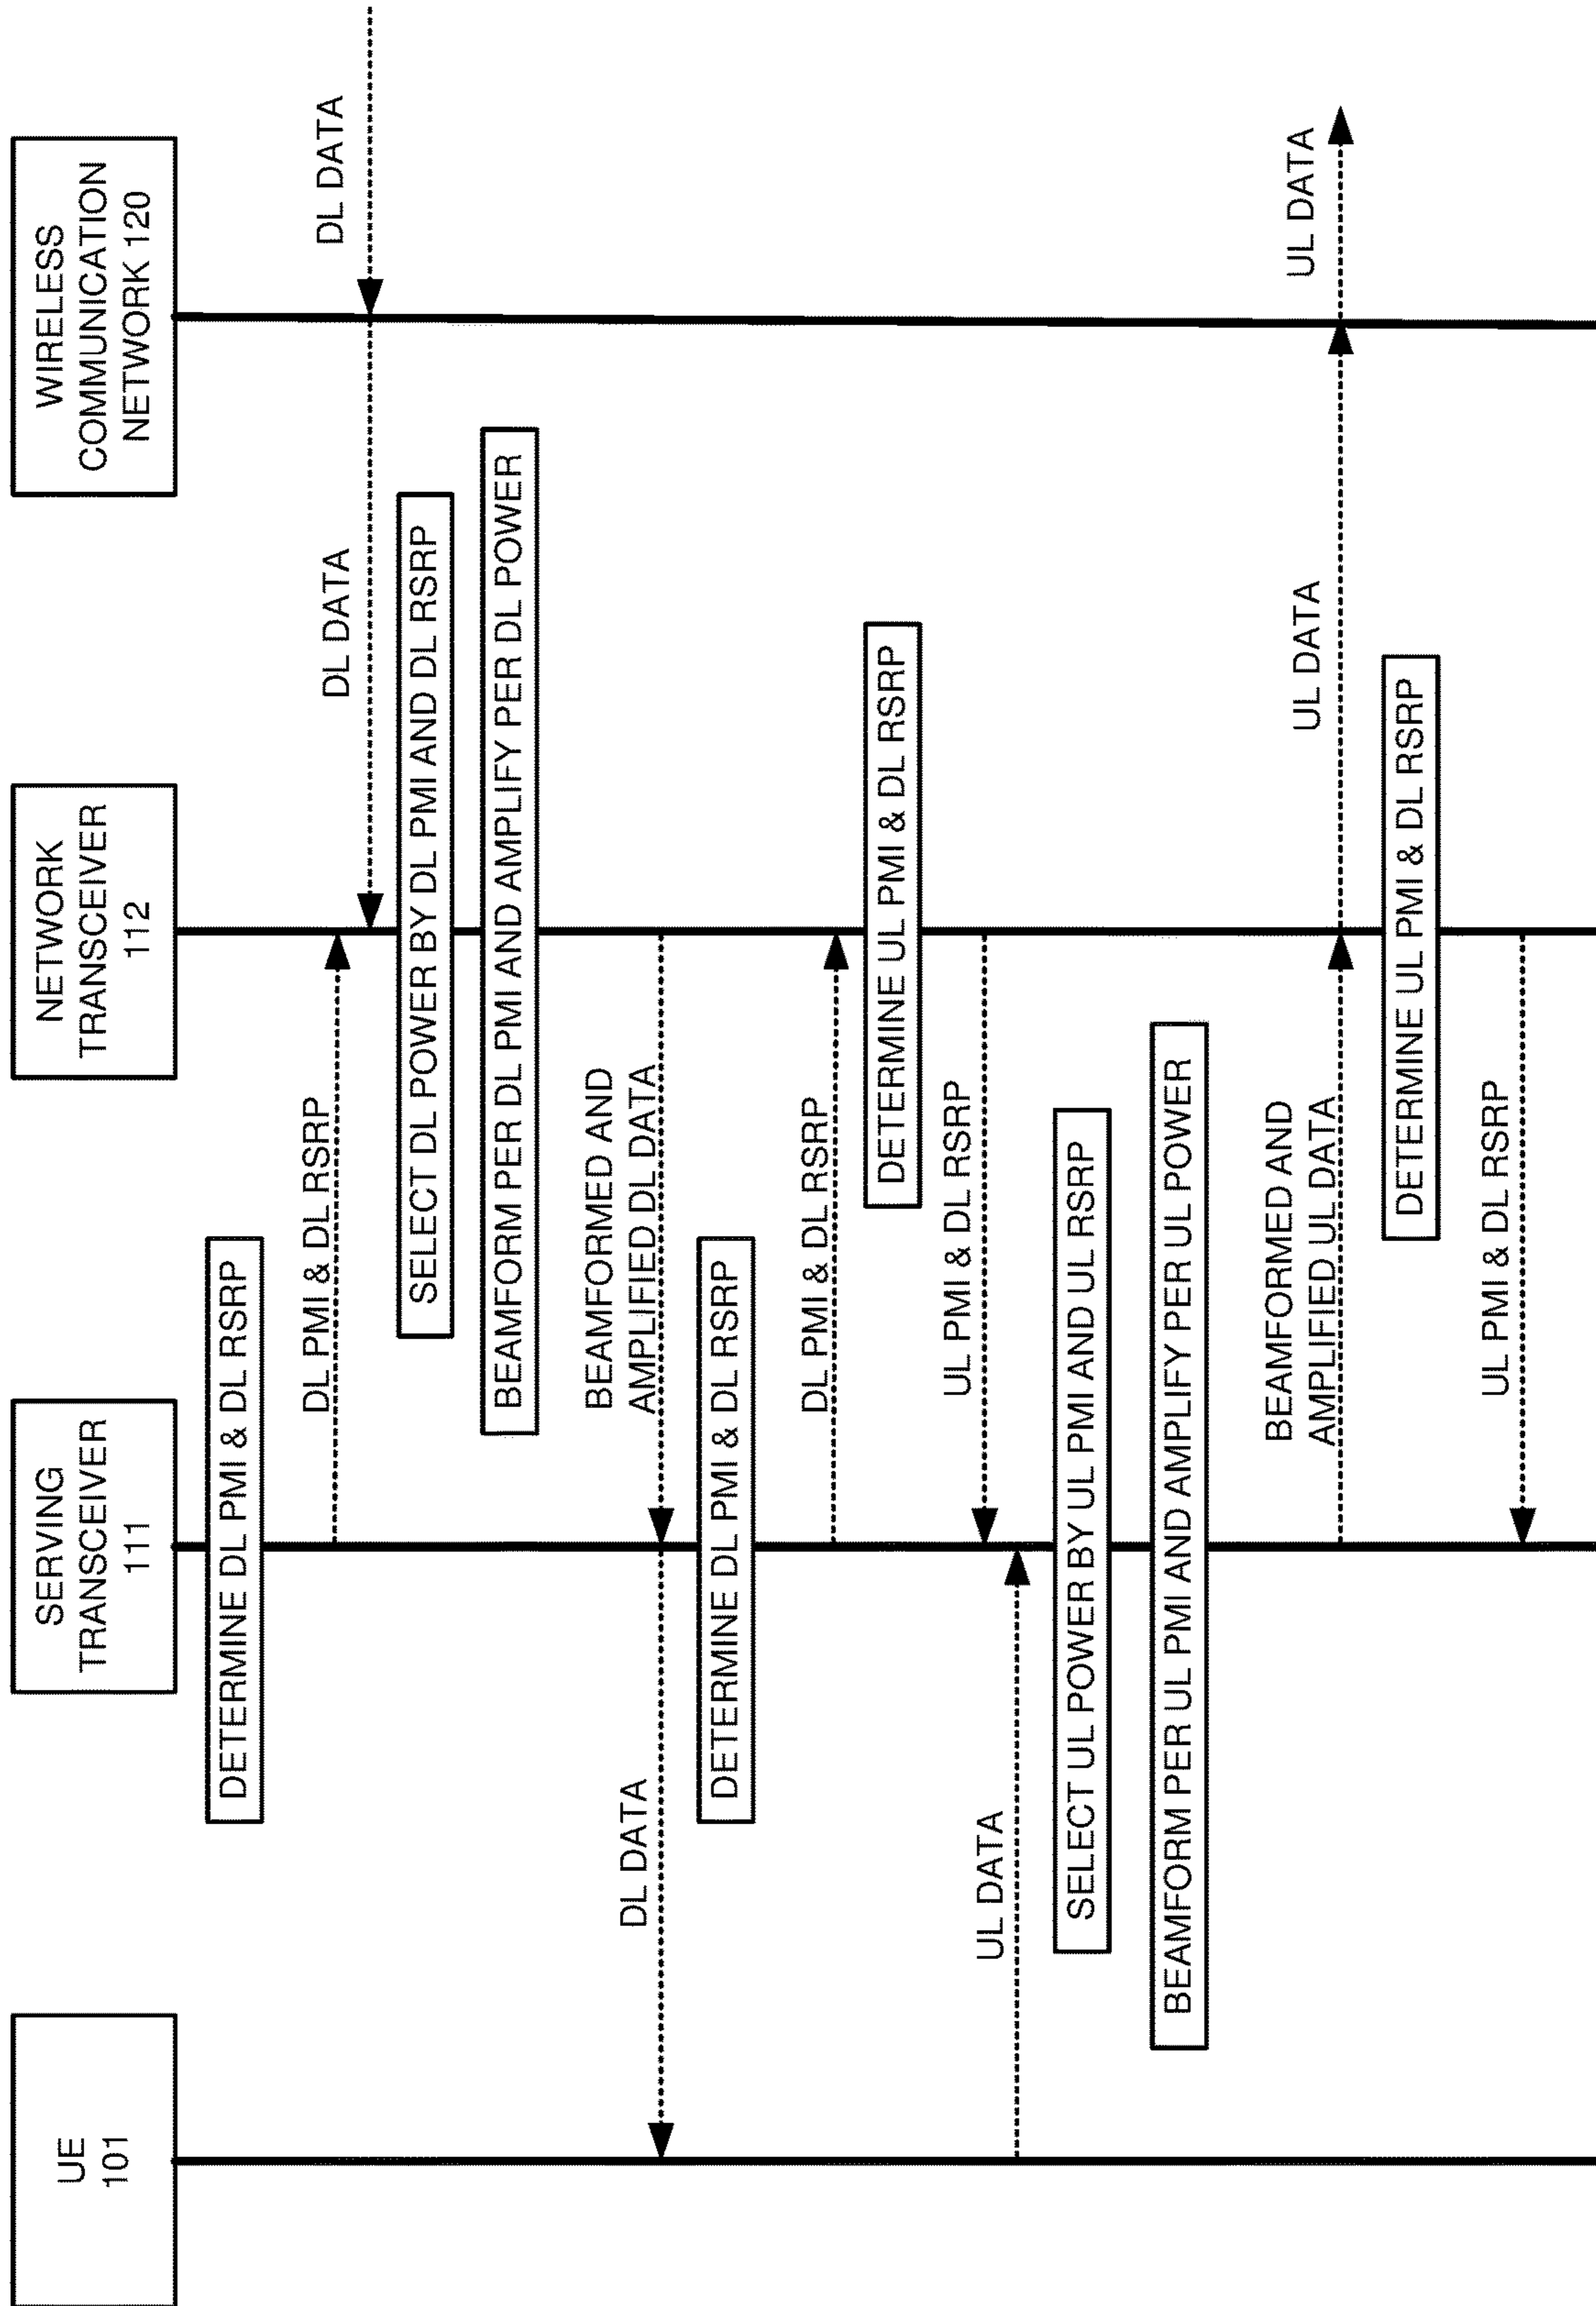 UE
101
SERVING
TRANSCEIVER
111
NETWORK
TRANSCEIVER
112
WIRELESS
COMMUNICATION
NETWORK 120
DETERMINE DL PMI & DL RSRP
DL PMI & DL RSRP
DL DATA
DL DATA
SELECT DL POWER BY DL PMI AND DL RSRP
BEAMFORM PER DL PMI AND AMPLIFY PER DL POWER
DL DATA
BEAMFORMED AND
AMPLIFIED DL DATA
DETERMINE DL PMI & DL RSRP
DL PMI & DL RSRP
DETERMINE UL PMI & DL RSRP
UL PMI & DL RSRP
UL DATA
SELECT UL POWER BY UL PMI AND UL RSRP
BEAMFORM PER UL PMI AND AMPLIFY PER UL POWER
BEAMFORMED AND
AMPLIFIED UL DATA
UL DATA
UL DATA
DETERMINE UL PMI & DL RSRP
UL PMI & DL RSRP